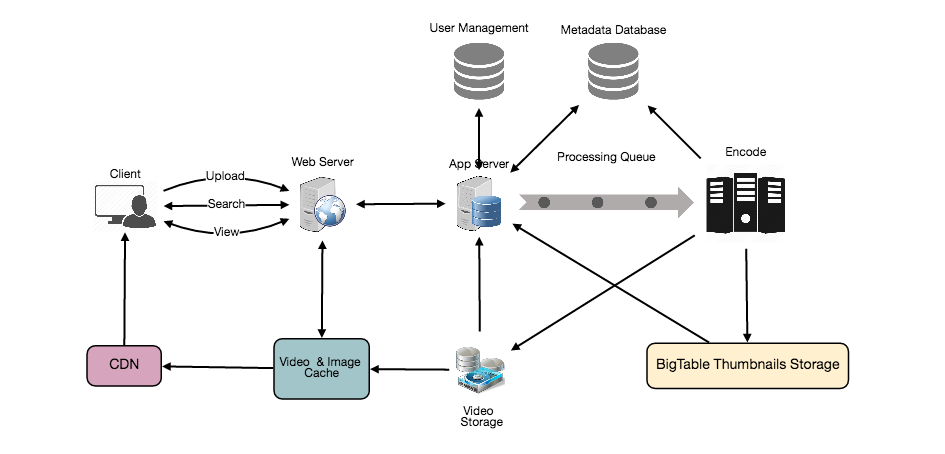 User Management
Metadata Database
Client
Upload
Search
View
Web Server
App Server
Processing Queue
Encode
CDN
Video & Image
Cache
Video
Storage
BigTable Thumbnails Storage